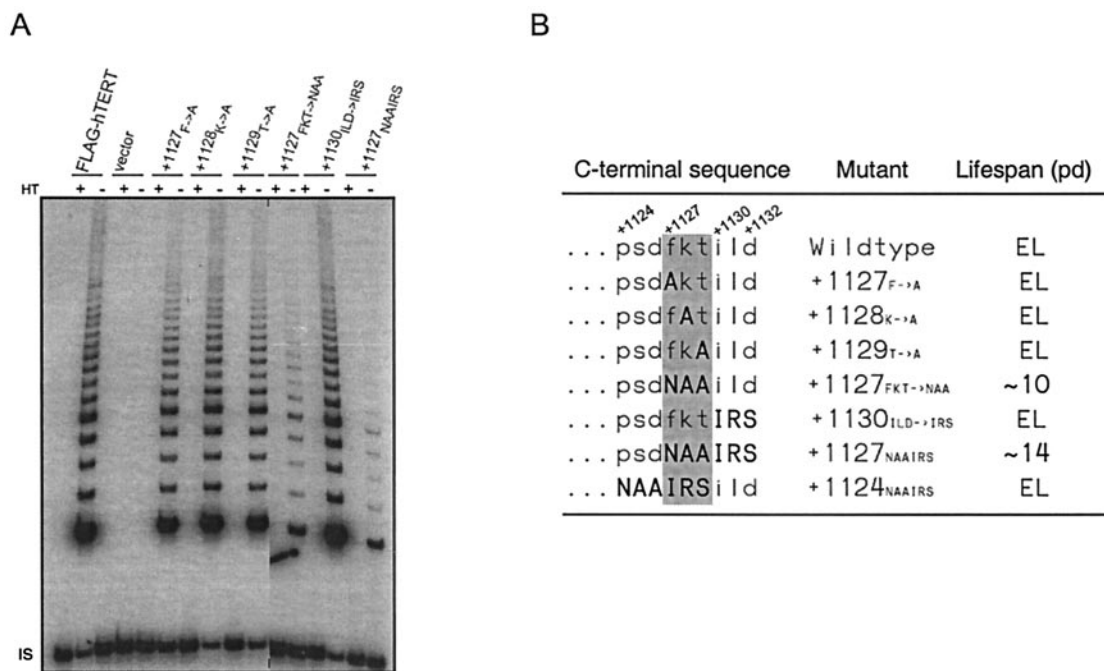 A
FLAG-hTERT
vector
+1127F->A
+1128K->A
+1129T->A
+1127FKT->NAA
+1130ILD->IRS
+1127NAAIRS
HT + - + - + - + - + - + - + - + -
IS
B
C-terminal sequence Mutant Lifespan (pd)
+1124 +1127 +1130 +1132
...psdfktild Wildtype EL
...psdAktild +1127F->A EL
...psdfAtild +1128K->A EL
...psdfkAild +1129T->A EL
...psdNAAild +1127FKT->NAA ~10
...psdfktIRS +1130ILD->IRS EL
...psdNAAIRS +1127NAAIRS ~14
...NAAIRSild +1124NAAIRS EL